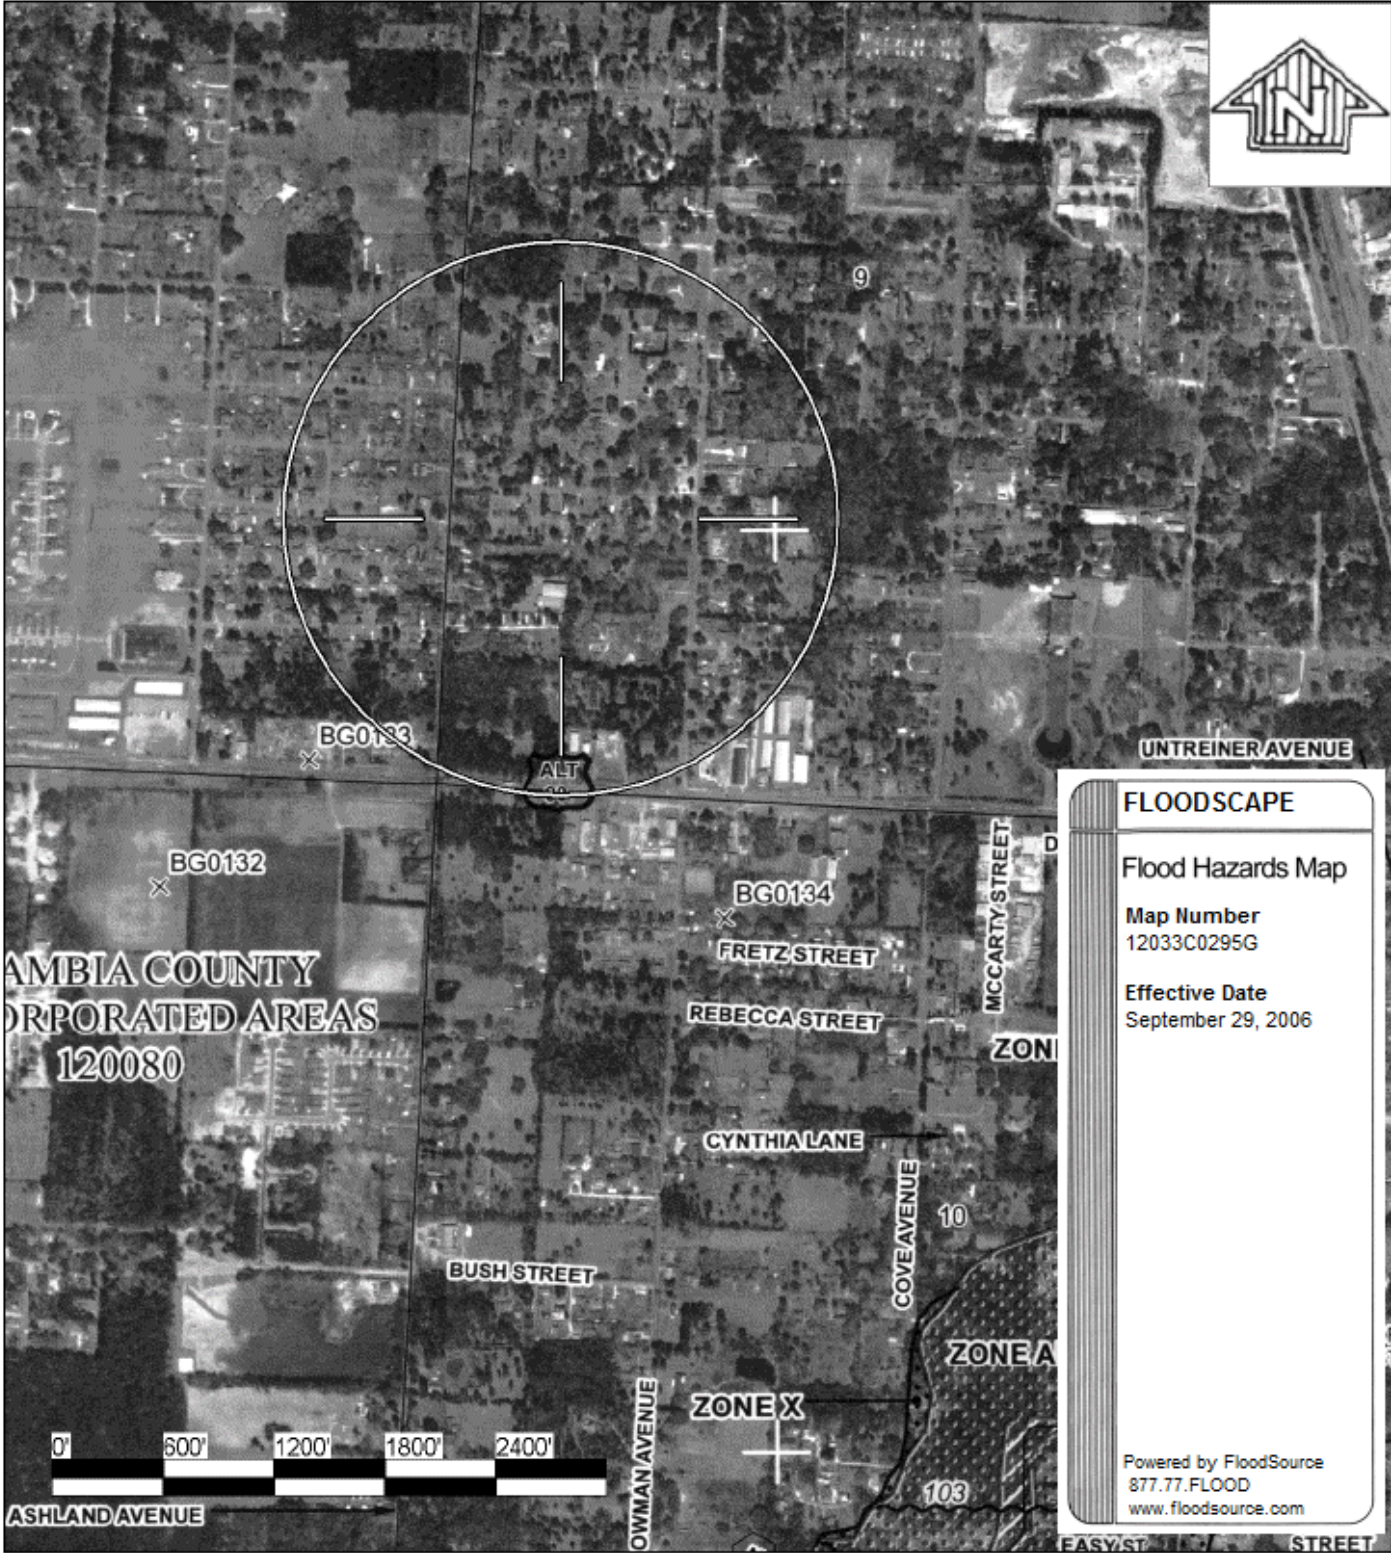 N
9
BG0133
ALT
UNTREINER AVENUE
BG0132
BG0134
FRETZ STREET
MCCARTY STREET
D
REBECCA STREET
AMBIA COUNTY
ORPORATED AREAS
120080
ZONE
CYNTHIA LANE
COVE AVENUE
10
BUSH STREET
ZONE A
ZONE X
OWMAN AVENUE
103
0' 600' 1200' 1800' 2400'
ASHLAND AVENUE
EASY ST
STREET
FLOODSCAPE
Flood Hazards Map
Map Number
12033C0295G
Effective Date
September 29, 2006
Powered by FloodSource
877.77.FLOOD
www.floodsource.com